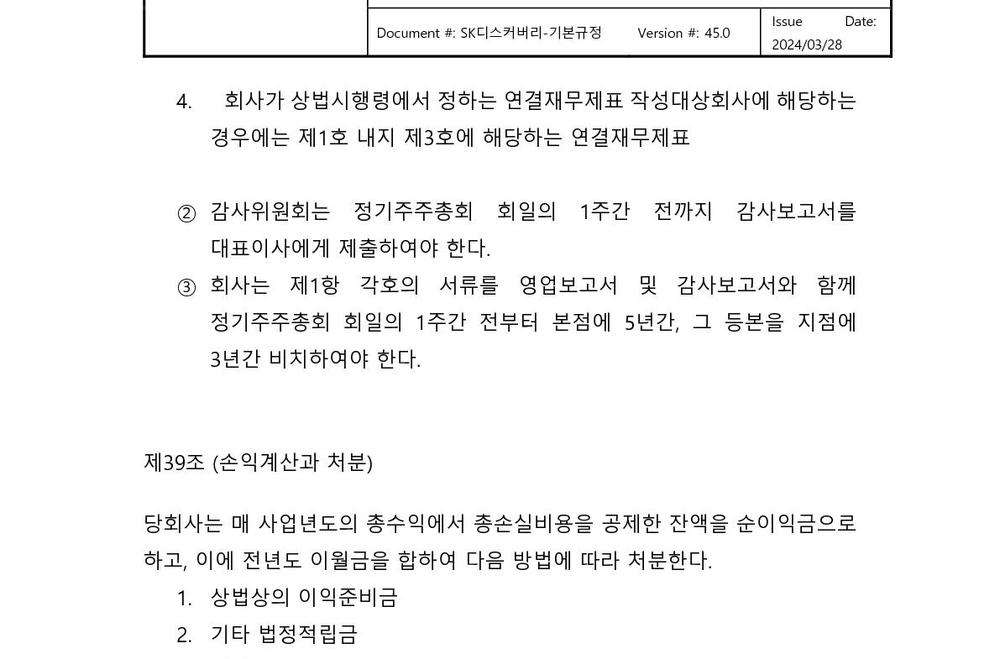 Document #: SK디스커버리-기본규정 Version #: 45.0 Issue Date:
2024/03/28
4. 회사가 상법시행령에서 정하는 연결재무제표 작성대상회사에 해당하는
경우에는 제1호 내지 제3호에 해당하는 연결재무제표
② 감사위원회는 정기주주총회 회일의 1주간 전까지 감사보고서를
대표이사에게 제출하여야 한다.
③ 회사는 제1항 각호의 서류를 영업보고서 및 감사보고서와 함께
정기주주총회 회일의 1주간 전부터 본점에 5년간, 그 등본을 지점에
3년간 비치하여야 한다.
제39조 (손익계산과 처분)
당회사는 매 사업년도의 총수익에서 총손실비용을 공제한 잔액을 순이익금으로
하고, 이에 전년도 이월금을 합하여 다음 방법에 따라 처분한다.
1. 상법상의 이익준비금
2. 기타 법정적립금